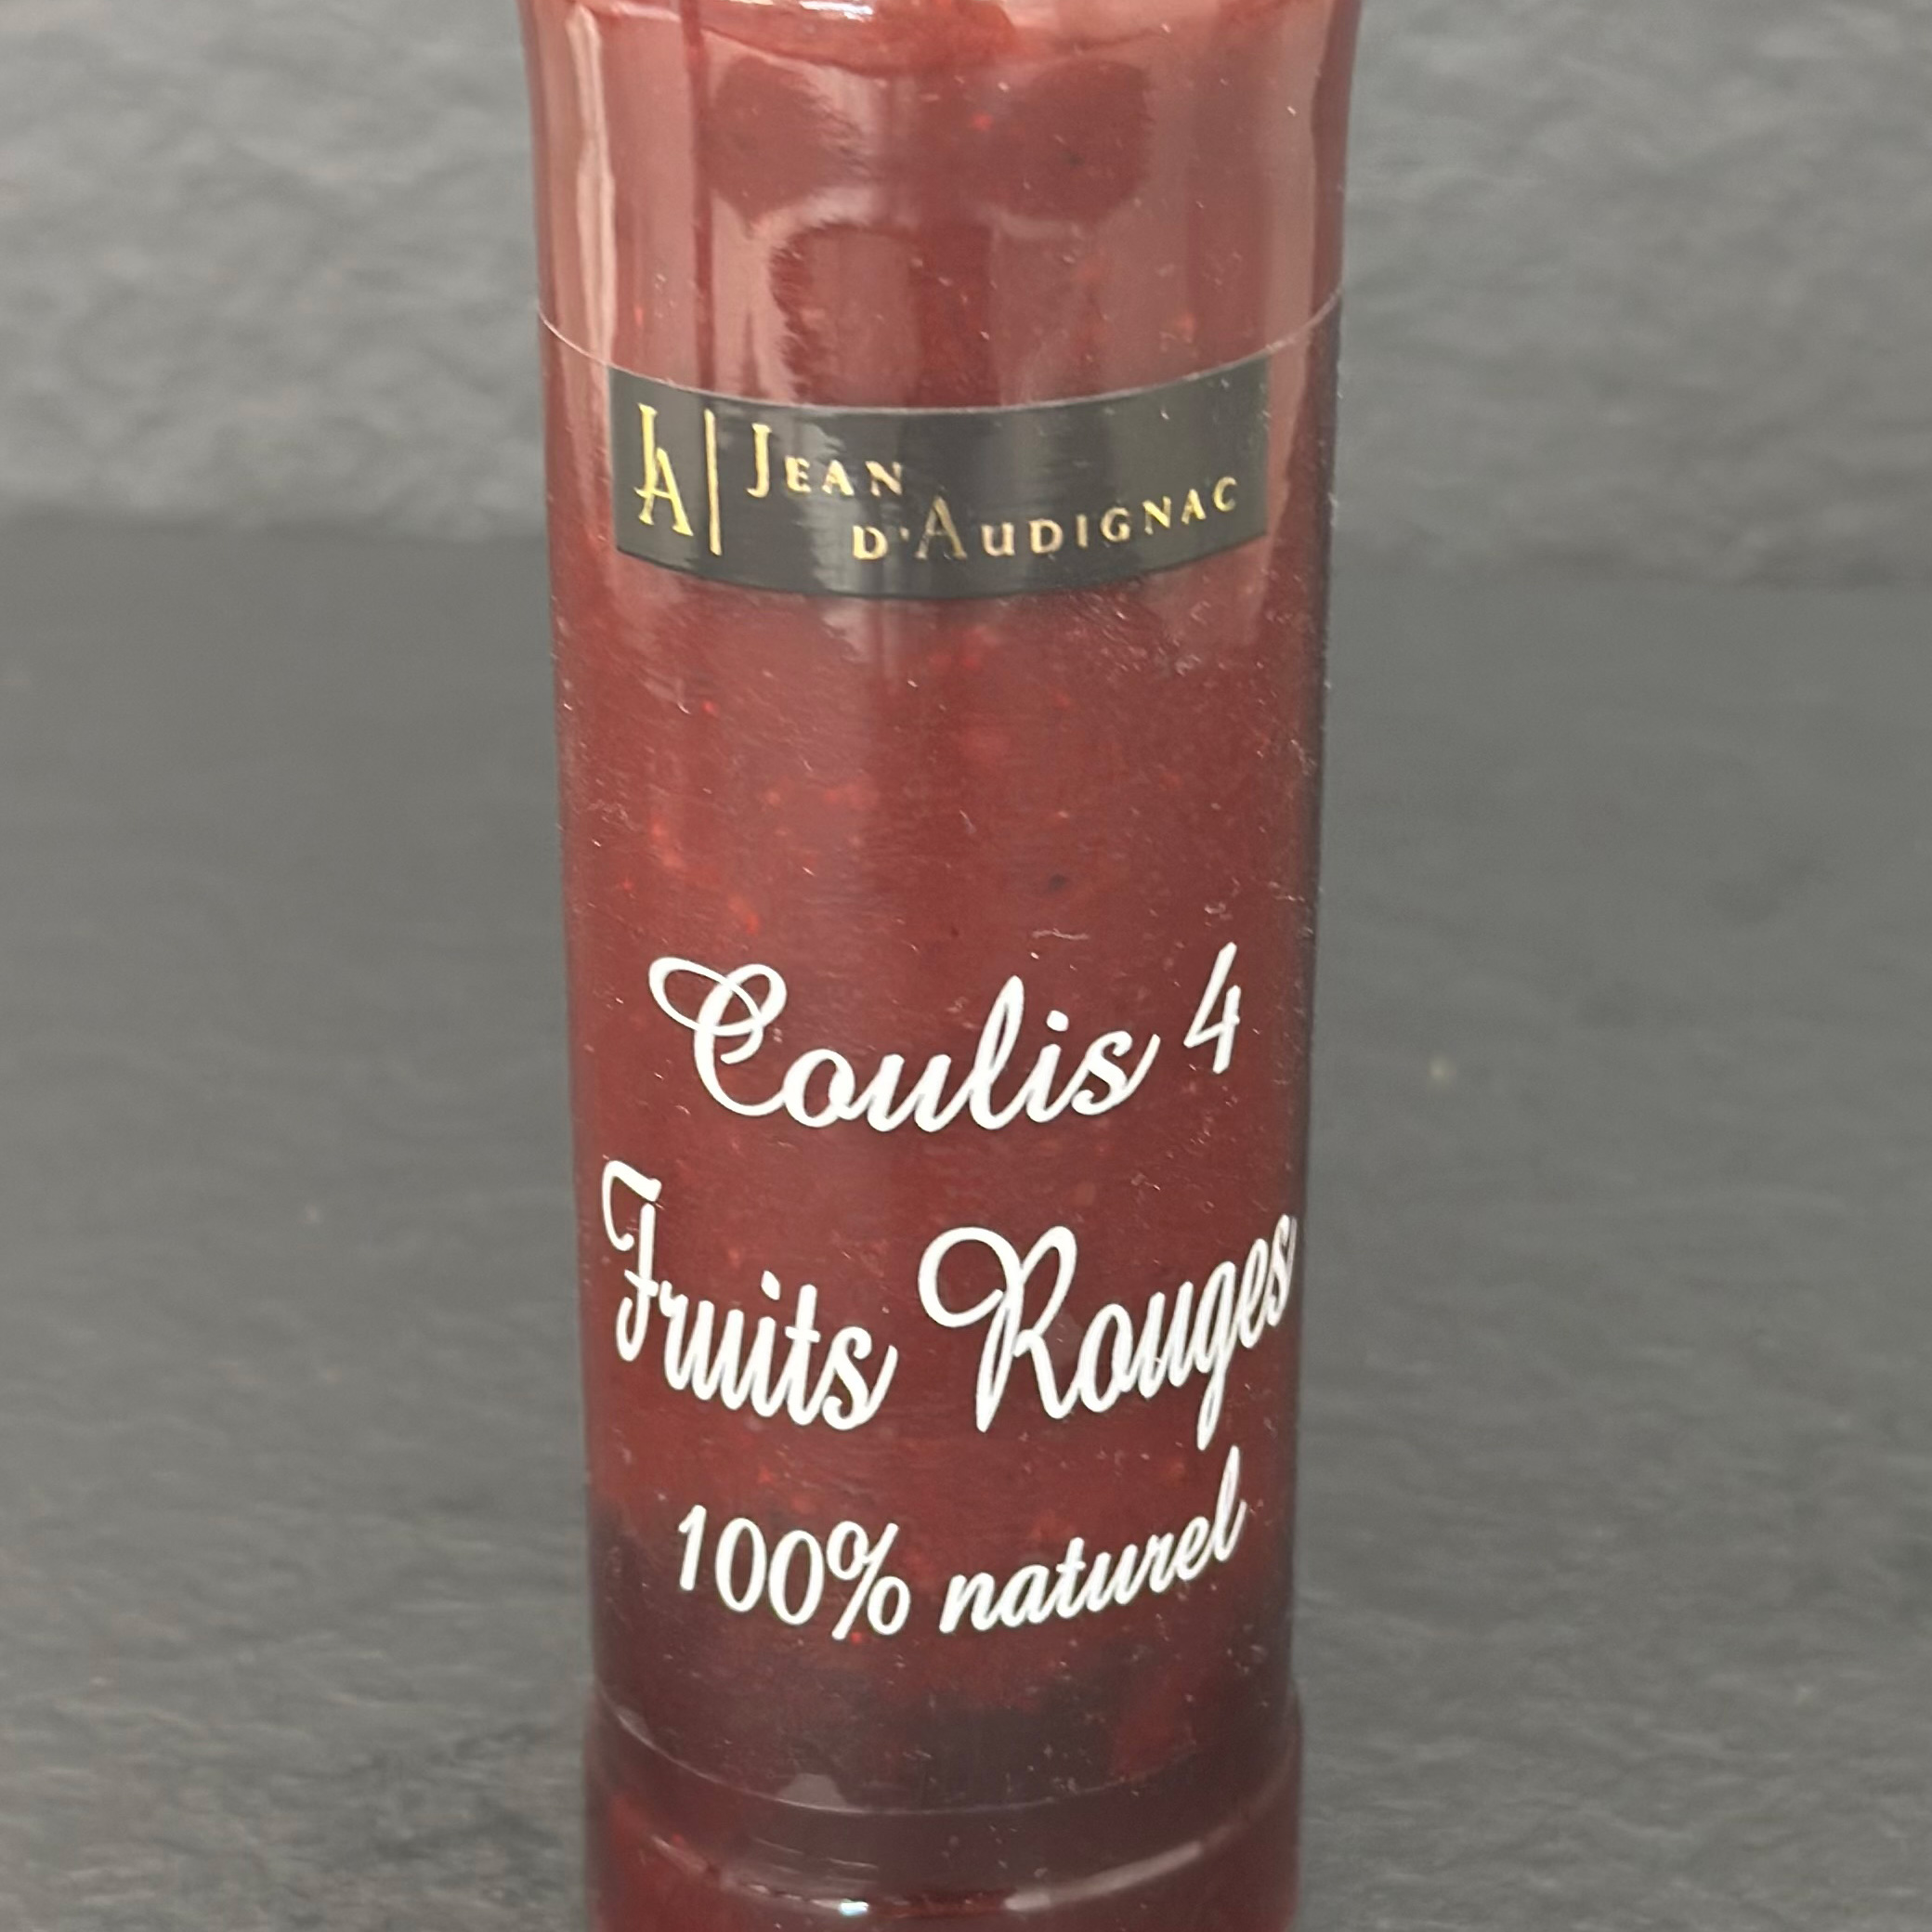 JA JEAN
D'AUDIGNAC
Coulis 4
Fruits Rouges
100% naturel